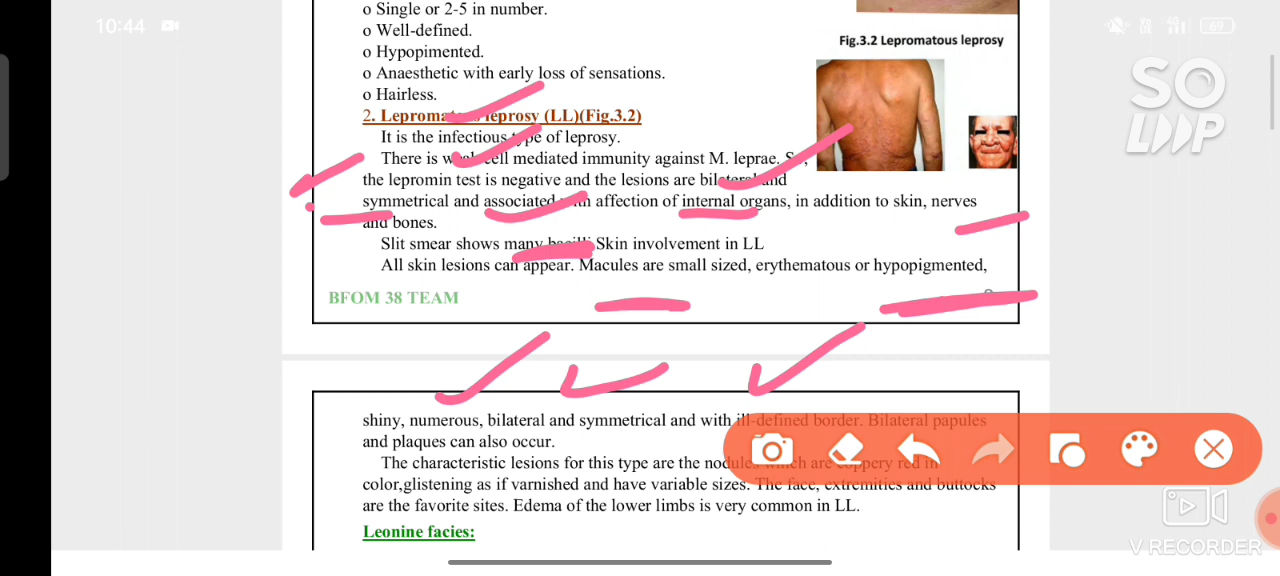 10:44
69
o Single or 2-5 in number.
o Well-defined.
o Hypopimented.
o Anaesthetic with early loss of sensations.
o Hairless.
Fig.3.2 Lepromatous leprosy
SO
LOOP
2. Lepromatous leprosy (LL)(Fig.3.2)
It is the infectious type of leprosy.
There is weak cell mediated immunity against M. leprae. So,
the lepromin test is negative and the lesions are bilateral and
symmetrical and associated with affection of internal organs, in addition to skin, nerves
and bones.
Slit smear shows many bacilli. Skin involvement in LL
All skin lesions can appear. Macules are small sized, erythematous or hypopigmented,
BFOM 38 TEAM
shiny, numerous, bilateral and symmetrical and with ill-defined border. Bilateral papules
and plaques can also occur.
The characteristic lesions for this type are the nodules which are coppery red in
color,glistening as if varnished and have variable sizes. The face, extremities and buttocks
are the favorite sites. Edema of the lower limbs is very common in LL.
Leonine facies:
V RECORDER